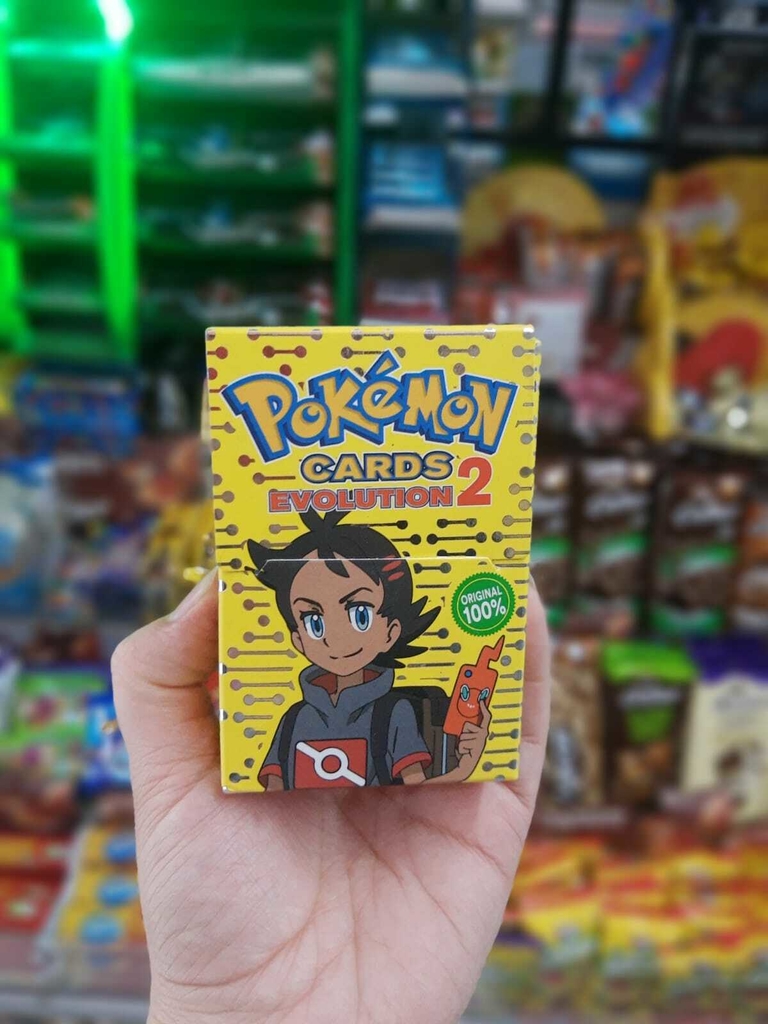 POKéMON
CARDS
EVOLUTION 2
ORIGINAL
100%